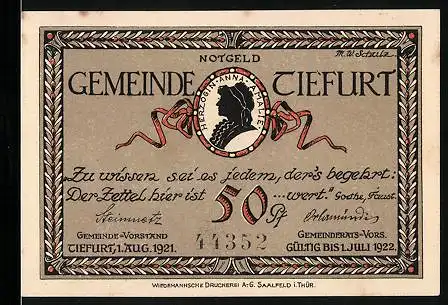 NOTGELD
M.W. Schulz
GEMEINDE TIEFURT
HERZOGIN·ANNA·AMALIE
„Zu wissen sei es jedem, der's begehrt:
Der Zettel hier ist 50 Pf ...wert." Goethe, Faust.
Steinmetz
GEMEINDE-VORSTAND GEMEINDERATS-VORS.
TIEFURT, 1. AUG. 1921. 44352 GÜLTIG BIS 1. JULI 1922.
WIEDEMANNSCHE DRUCKEREI A-G. SAALFELD I. THÜR.